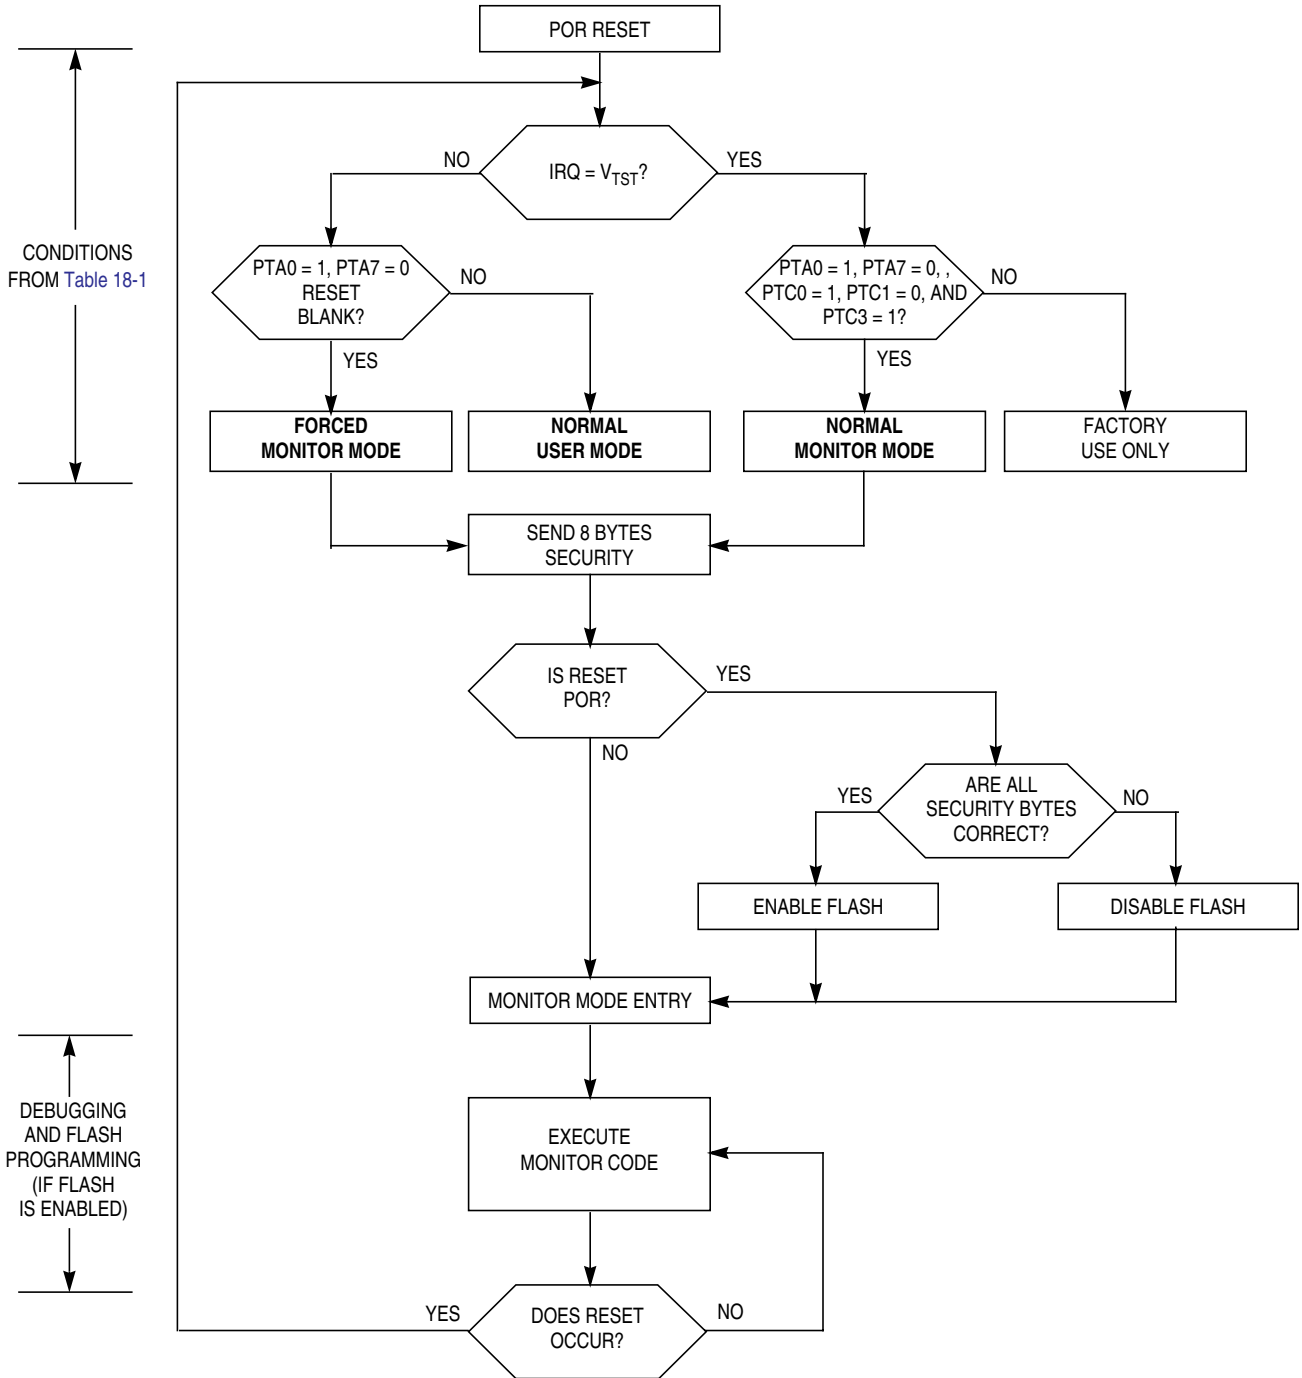 POR RESET
NO
IRQ = VTST?
YES
CONDITIONS
FROM Table 18-1
PTA0 = 1, PTA7 = 0
RESET
BLANK?
NO
YES
PTA0 = 1, PTA7 = 0, ,
PTC0 = 1, PTC1 = 0, AND
PTC3 = 1?
NO
YES
FORCED
MONITOR MODE
NORMAL
USER MODE
NORMAL
MONITOR MODE
FACTORY
USE ONLY
SEND 8 BYTES
SECURITY
IS RESET
POR?
YES
NO
YES
ARE ALL
SECURITY BYTES
CORRECT?
NO
ENABLE FLASH
DISABLE FLASH
MONITOR MODE ENTRY
DEBUGGING
AND FLASH
PROGRAMMING
(IF FLASH
IS ENABLED)
EXECUTE
MONITOR CODE
YES
DOES RESET
OCCUR?
NO